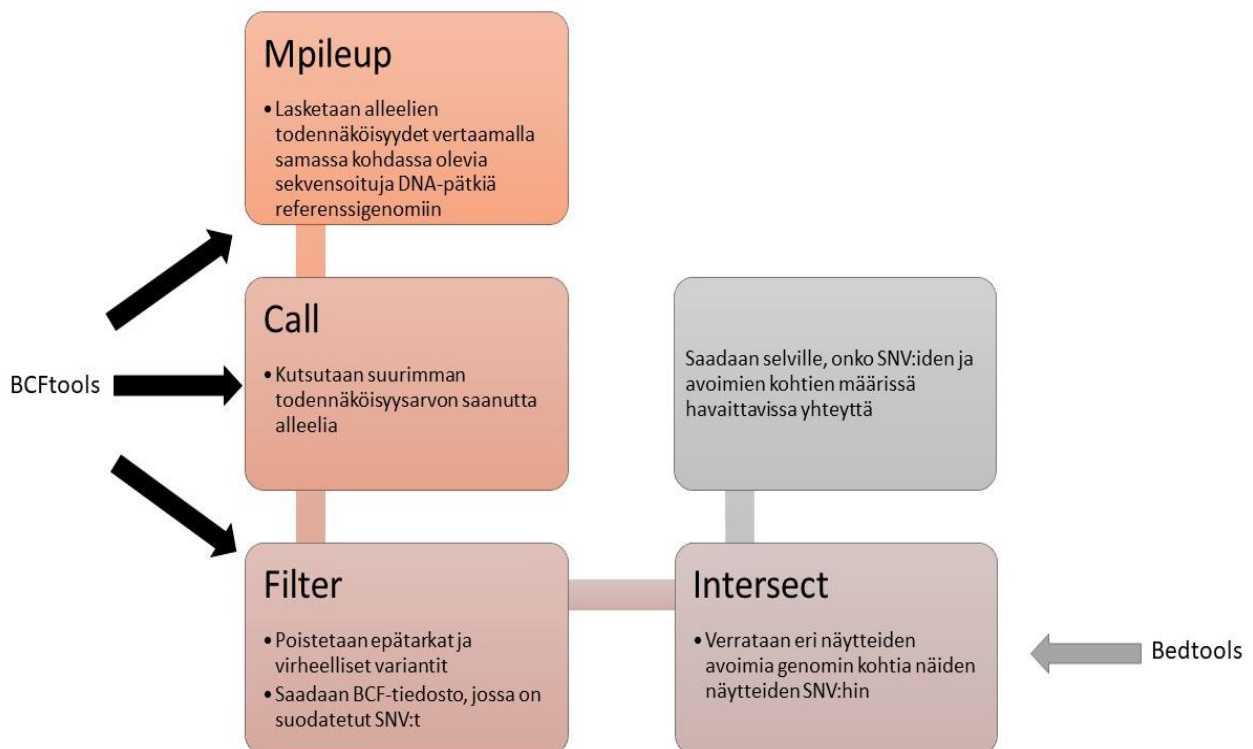 Mpileup
• Lasketaan alleelien
todennäköisyydet vertaamalla
samassa kohdassa olevia
sekvensoituja DNA-pätkiä
referenssigenomiin
BCFtools
Call
• Kutsutaan suurimman
todennäköisyysarvon saanutta
alleelia
Filter
• Poistetaan epätarkat ja
virheelliset variantit
• Saadaan BCF-tiedosto, jossa on
suodatetut SNV:t
Intersect
• Verrataan eri näytteiden
avoimia genomin kohtia näiden
näytteiden SNV:hin
Bedtools
Saadaan selville, onko SNV:iden ja
avoimien kohtien määrissä
havaittavissa yhteyttä